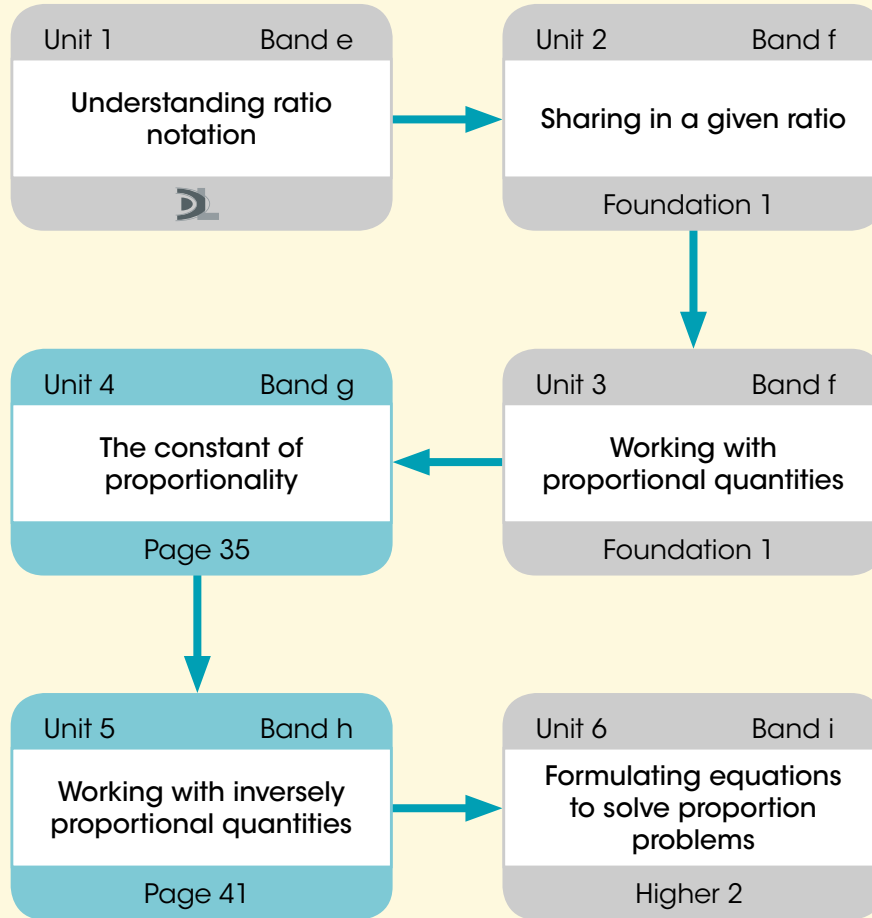 Unit 1 Band e
Understanding ratio
notation
DL
Unit 2 Band f
Sharing in a given ratio
Foundation 1
Unit 3 Band f
Working with
proportional quantities
Foundation 1
Unit 4 Band g
The constant of
proportionality
Page 35
Unit 5 Band h
Working with inversely
proportional quantities
Page 41
Unit 6 Band i
Formulating equations
to solve proportion
problems
Higher 2